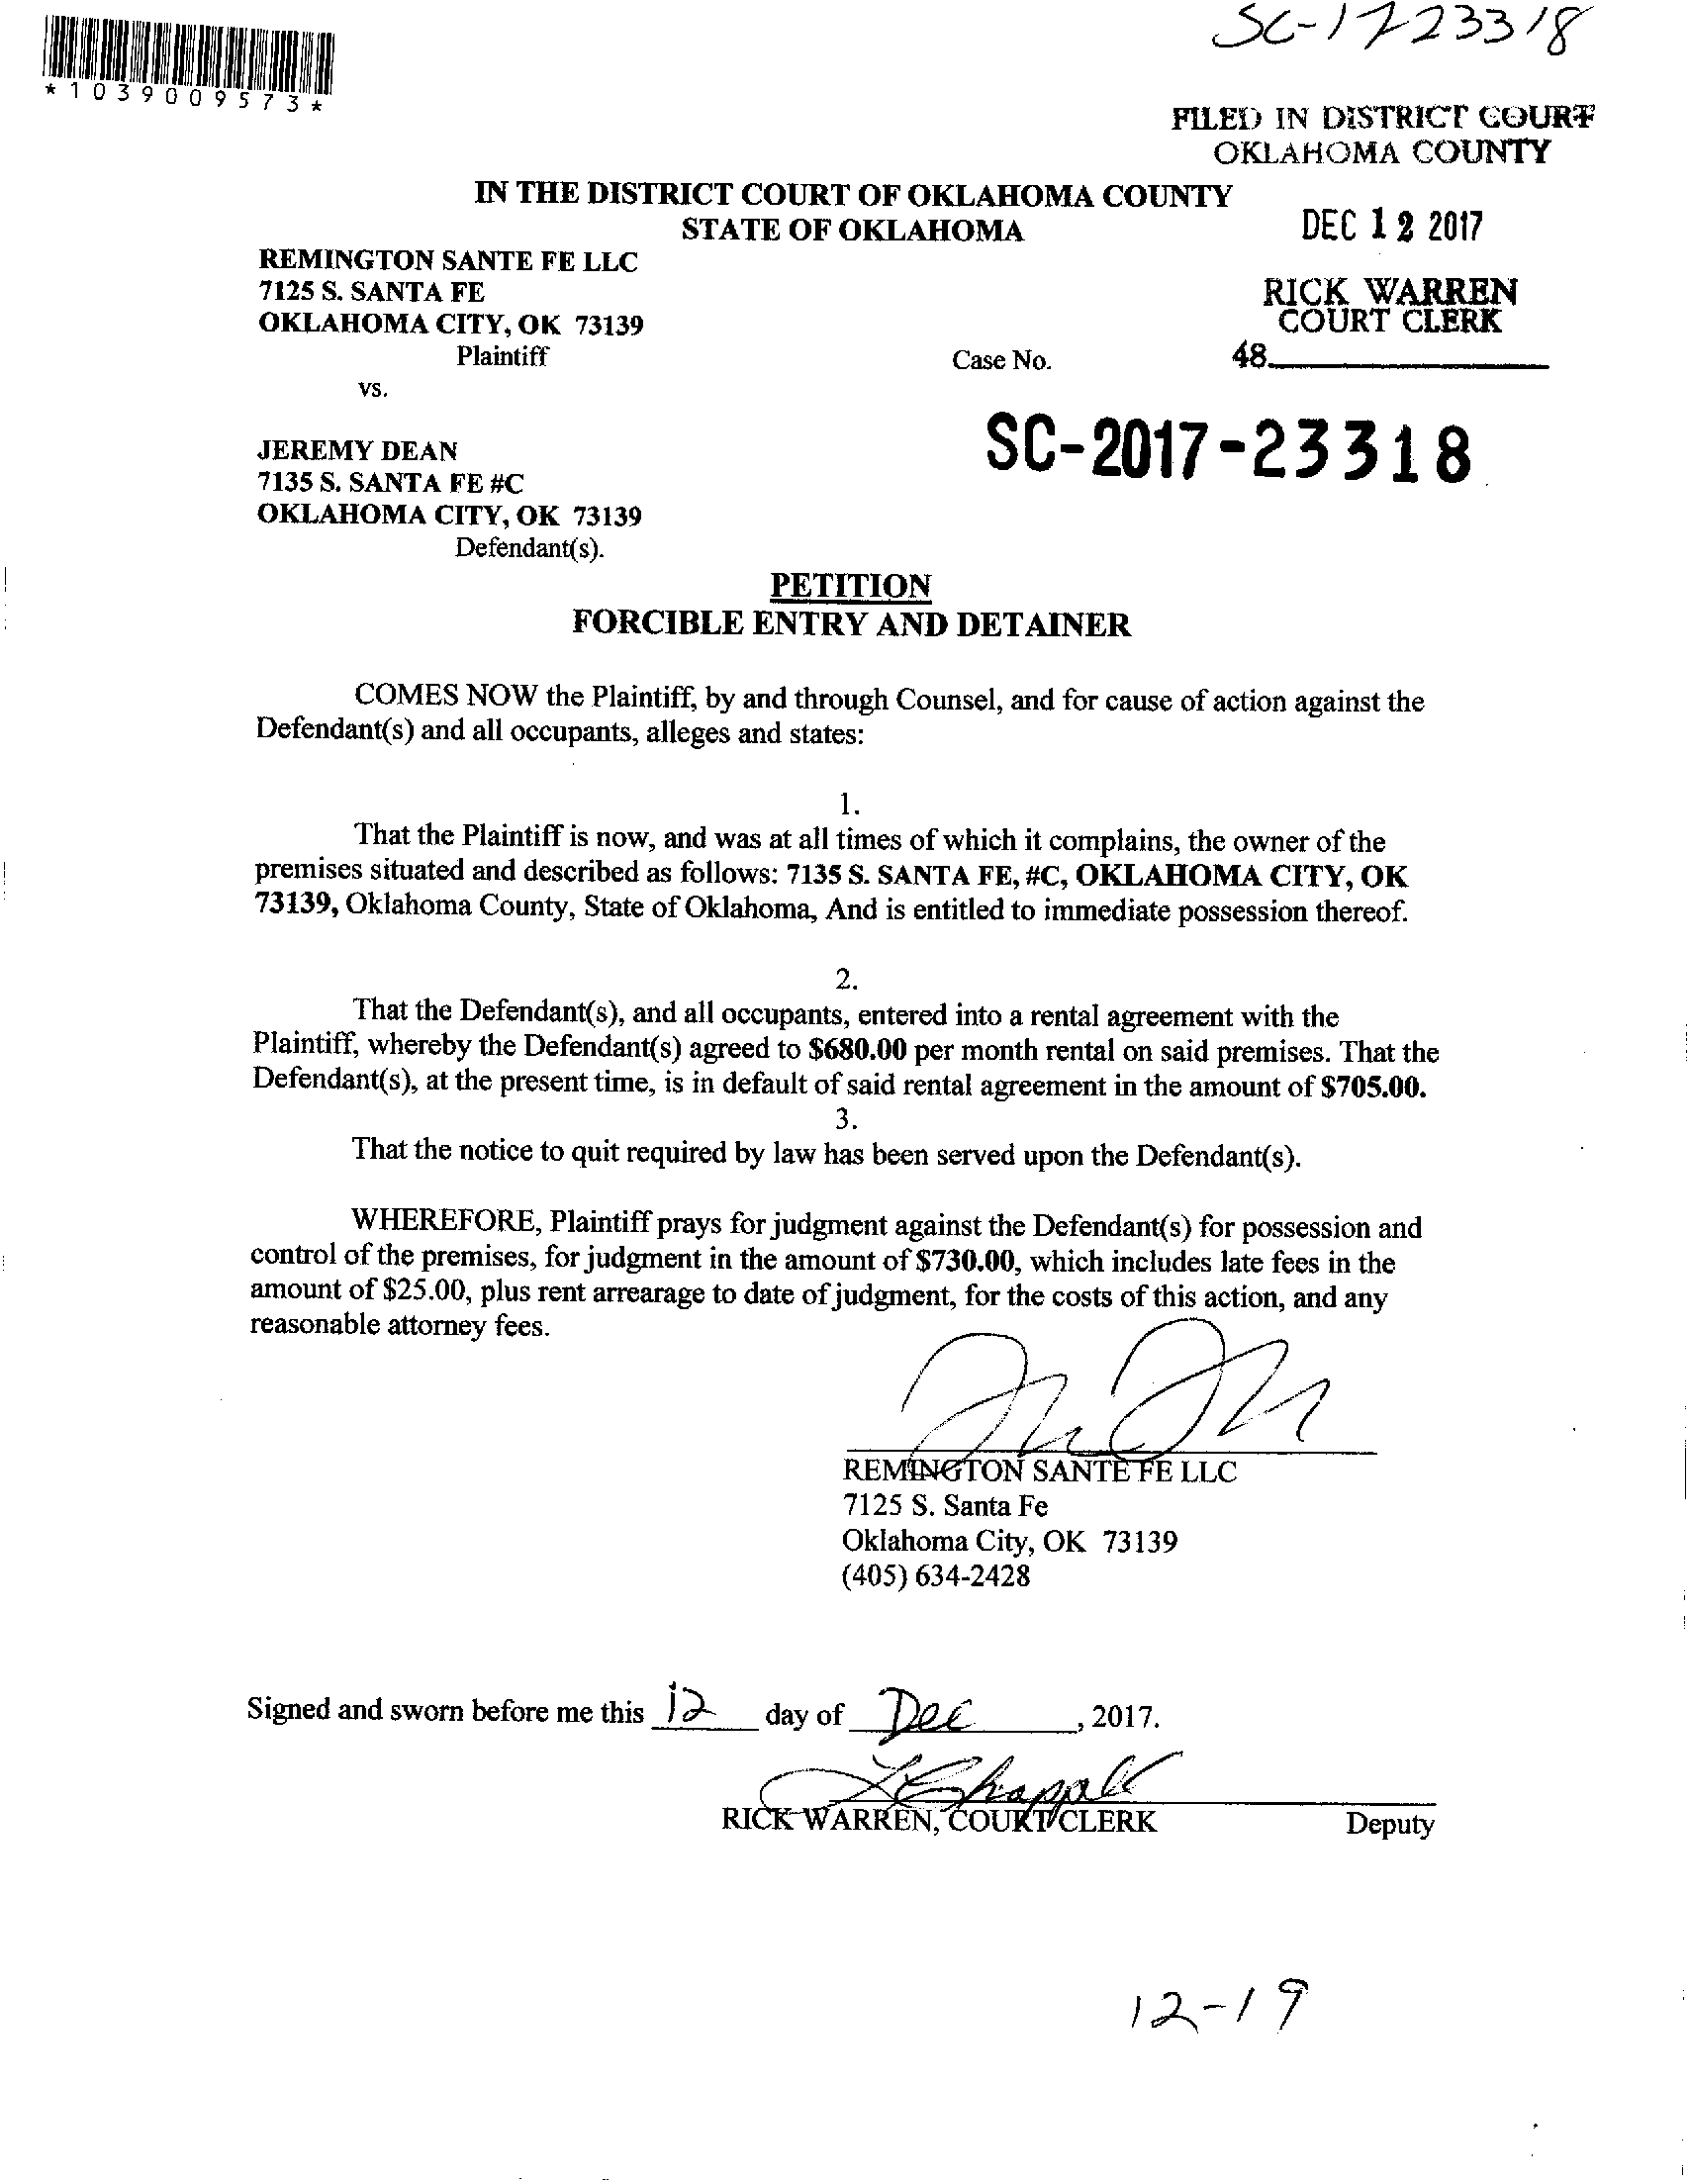 SC-1723318
*1039009573*
FILED IN DISTRICT COURT
OKLAHOMA COUNTY
IN THE DISTRICT COURT OF OKLAHOMA COUNTY
STATE OF OKLAHOMA
DEC 12 2017
REMINGTON SANTE FE LLC
7125 S. SANTA FE
OKLAHOMA CITY, OK 73139
Plaintiff
RICK WARREN
COURT CLERK
Case No.
48.
vs.
SC-2017-23318
JEREMY DEAN
7135 S. SANTA FE #C
OKLAHOMA CITY, OK 73139
Defendant(s).
PETITION
FORCIBLE ENTRY AND DETAINER
COMES NOW the Plaintiff, by and through Counsel, and for cause of action against the
Defendant(s) and all occupants, alleges and states:
1.
That the Plaintiff is now, and was at all times of which it complains, the owner of the
premises situated and described as follows: 7135 S. SANTA FE, #C, OKLAHOMA CITY, OK
73139, Oklahoma County, State of Oklahoma, And is entitled to immediate possession thereof.
2.
That the Defendant(s), and all occupants, entered into a rental agreement with the
Plaintiff, whereby the Defendant(s) agreed to $680.00 per month rental on said premises. That the
Defendant(s), at the present time, is in default of said rental agreement in the amount of $705.00.
3.
That the notice to quit required by law has been served upon the Defendant(s).
WHEREFORE, Plaintiff prays for judgment against the Defendant(s) for possession and
control of the premises, for judgment in the amount of $730.00, which includes late fees in the
amount of $25.00, plus rent arrearage to date of judgment, for the costs of this action, and any
reasonable attorney fees.
REMINGTON SANTE FE LLC
7125 S. Santa Fe
Oklahoma City, OK 73139
(405) 634-2428
Signed and sworn before me this 12 day of Dec, 2017.
RICK WARREN, COURT CLERK Deputy
12-19